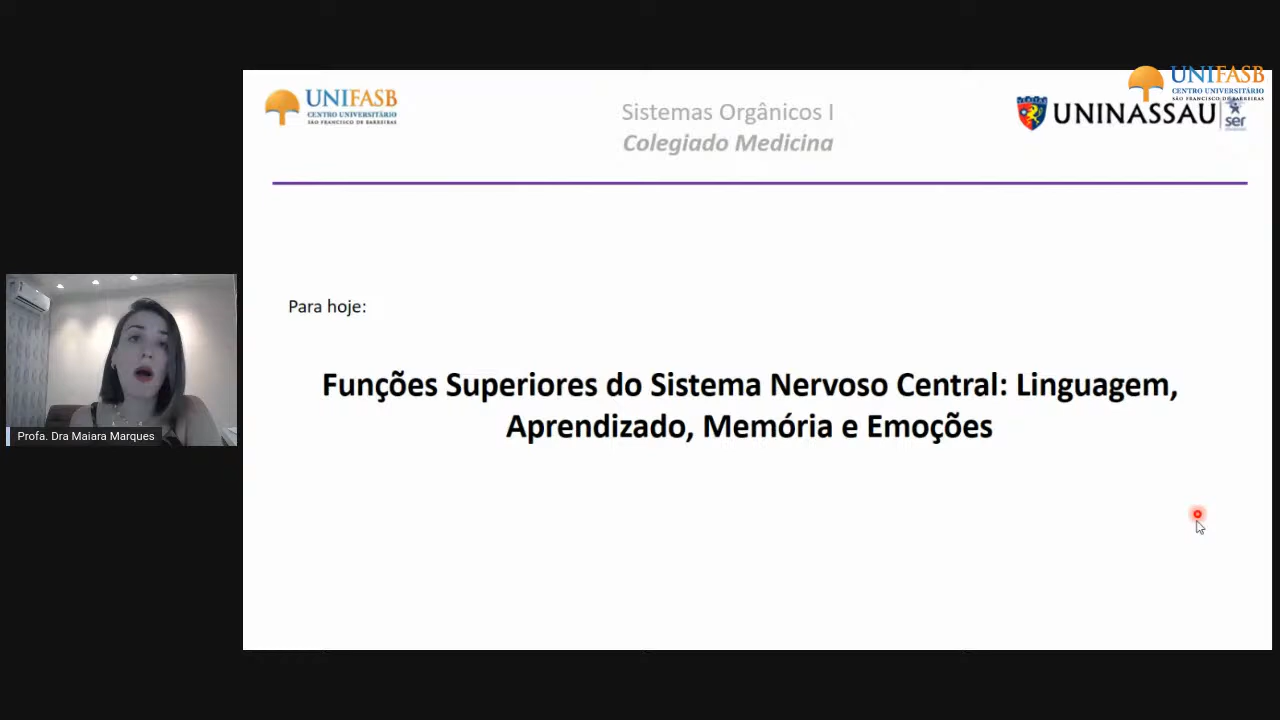 UNIFASB
CENTRO UNIVERSITÁRIO
SÃO FRANCISCO DE BARREIRAS
Sistemas Orgânicos I
Colegiado Medicina
UNINASSAU
ser
UNIFASB
CENTRO UNIVERSITÁRIO
SÃO FRANCISCO DE BARREIRAS
Para hoje:
Funções Superiores do Sistema Nervoso Central: Linguagem,
Aprendizado, Memória e Emoções
Profa. Dra Maiara Marques